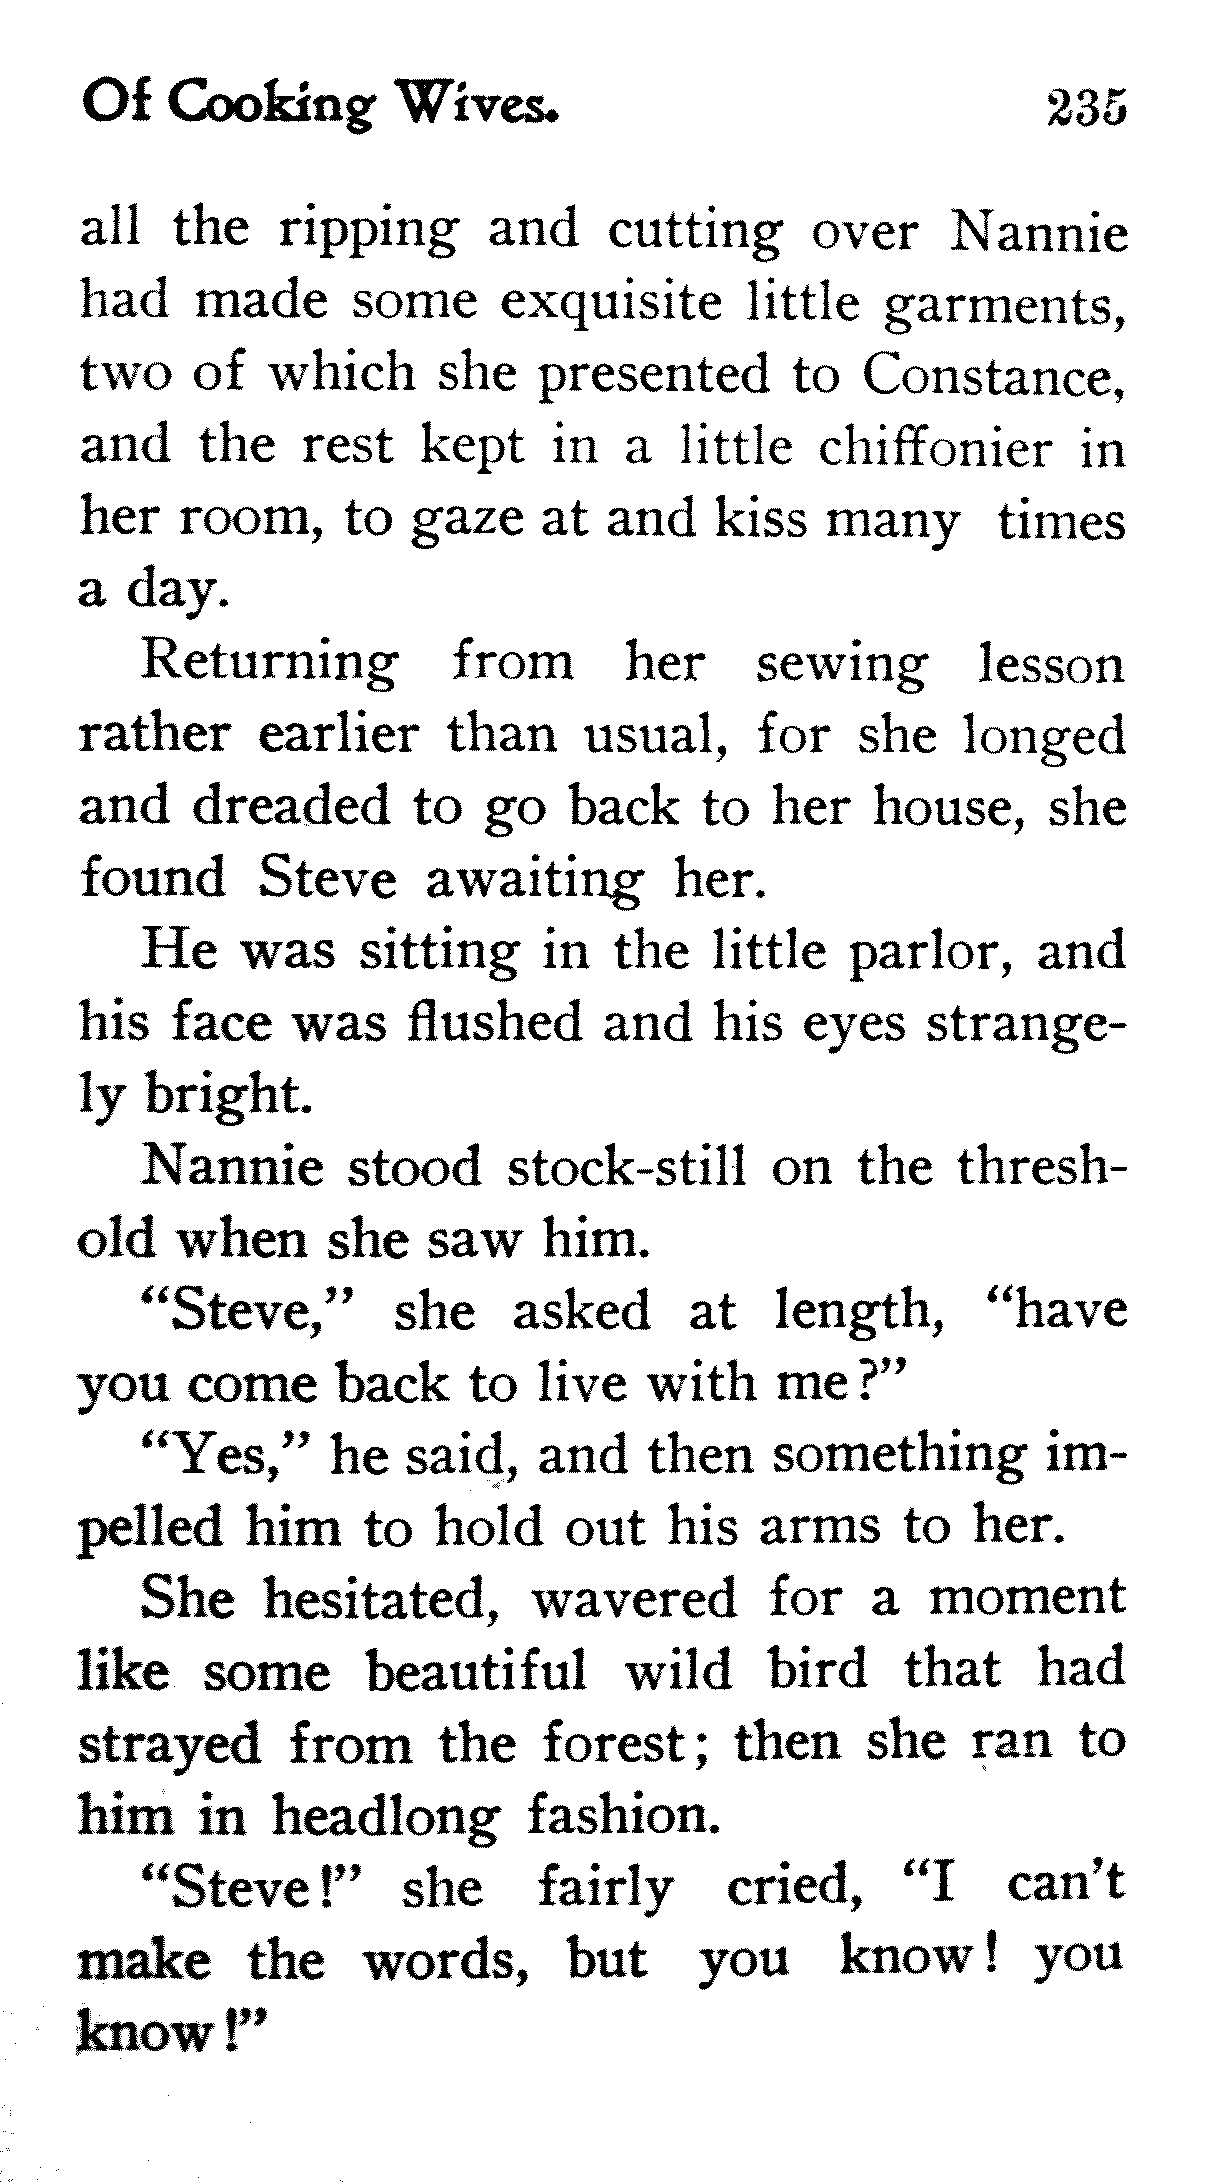 Of Cooking Wives. 235
all the ripping and cutting over Nannie
had made some exquisite little garments,
two of which she presented to Constance,
and the rest kept in a little chiffonier in
her room, to gaze at and kiss many times
a day.
Returning from her sewing lesson
rather earlier than usual, for she longed
and dreaded to go back to her house, she
found Steve awaiting her.
He was sitting in the little parlor, and
his face was flushed and his eyes strange-
ly bright.
Nannie stood stock-still on the thresh-
old when she saw him.
“Steve,” she asked at length, “have
you come back to live with me?”
“Yes,” he said, and then something im-
pelled him to hold out his arms to her.
She hesitated, wavered for a moment
like some beautiful wild bird that had
strayed from the forest; then she ran to
him in headlong fashion.
“Steve!” she fairly cried, “I can't
make the words, but you know! you
know!”